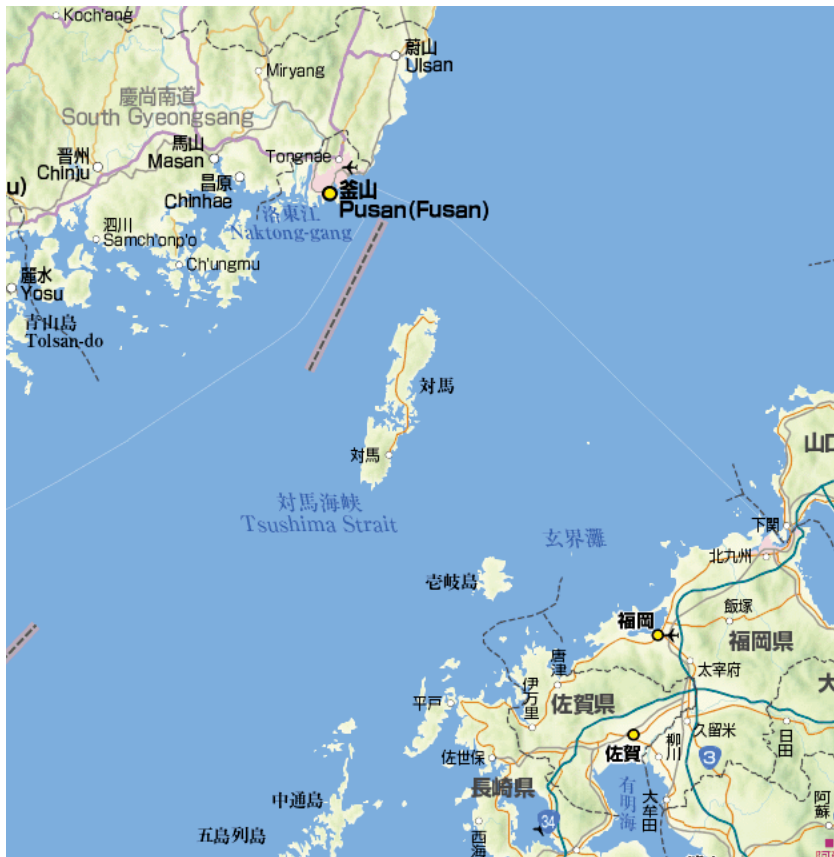 Koch'ang
蔚山
Ulsan
Miryang
慶尚南道
South Gyeongsang
馬山
Masan
Tongnae
晋州
Chinju
昌原
Chinhae
u)
釜山
Pusan(Fusan)
洛東江
Naktong-gang
泗川
Samch'onp'o
Ch'ungmu
麗水
Yosu
青山島
Tolsan-do
対馬
対馬
山口
対馬海峡
Tsushima Strait
玄界灘
下関
北九州
壱岐島
飯塚
福岡
福岡県
唐津
太宰府
伊万里
佐賀県
大
平戸
久留米
日田
佐賀
柳川
佐世保
3
長崎県
有明海
大牟田
中通島
阿蘇
34
五島列島
西海